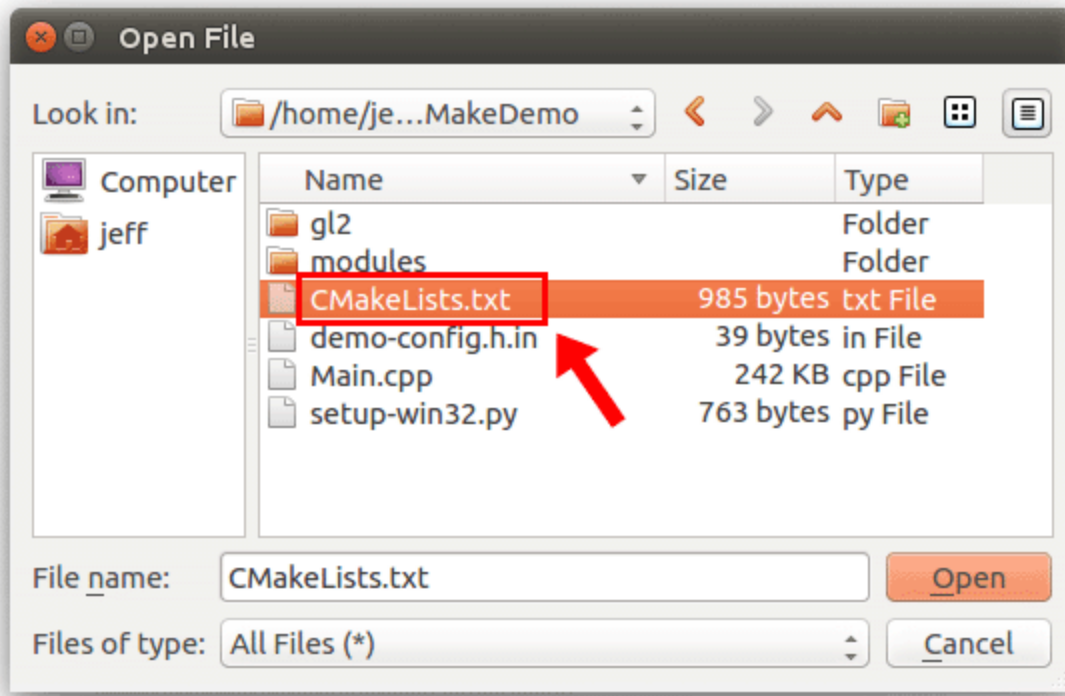 Open File
Look in: /home/je...MakeDemo
Computer
jeff
Name Size Type
gl2 Folder
modules Folder
CMakeLists.txt 985 bytes txt File
demo-config.h.in 39 bytes in File
Main.cpp 242 KB cpp File
setup-win32.py 763 bytes py File
File name: CMakeLists.txt Open
Files of type: All Files (*) Cancel